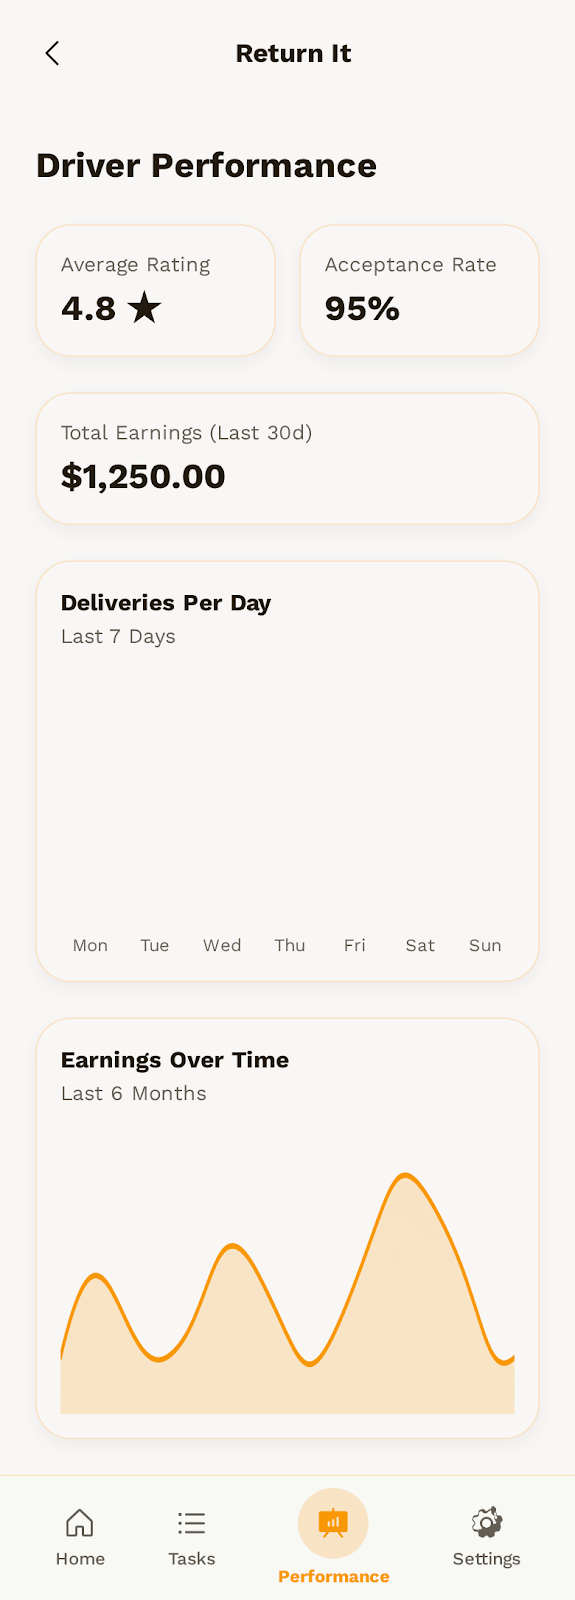 Return It
Driver Performance
Average Rating
4.8 ★
Acceptance Rate
95%
Total Earnings (Last 30d)
$1,250.00
Deliveries Per Day
Last 7 Days
Mon Tue Wed Thu Fri Sat Sun
Earnings Over Time
Last 6 Months
Home Tasks Performance Settings